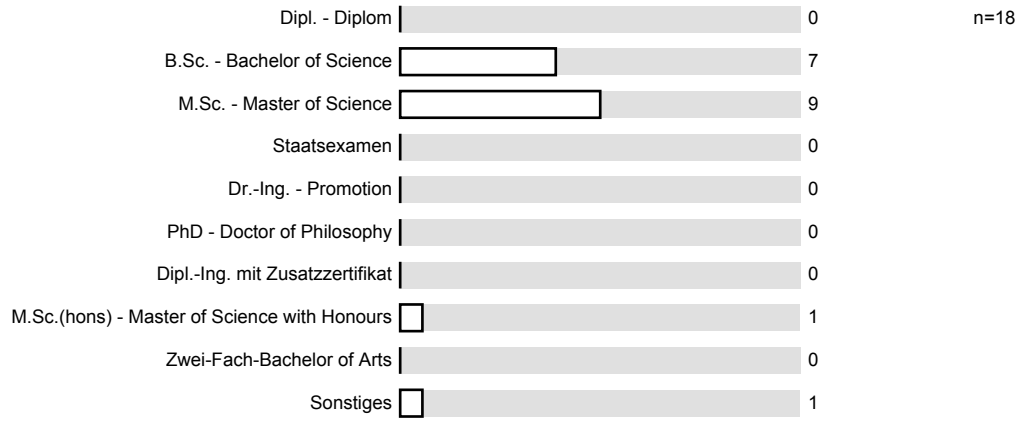 Dipl. - Diplom 0 n=18
B.Sc. - Bachelor of Science 7
M.Sc. - Master of Science 9
Staatsexamen 0
Dr.-Ing. - Promotion 0
PhD - Doctor of Philosophy 0
Dipl.-Ing. mit Zusatzzertifikat 0
M.Sc.(hons) - Master of Science with Honours 1
Zwei-Fach-Bachelor of Arts 0
Sonstiges 1